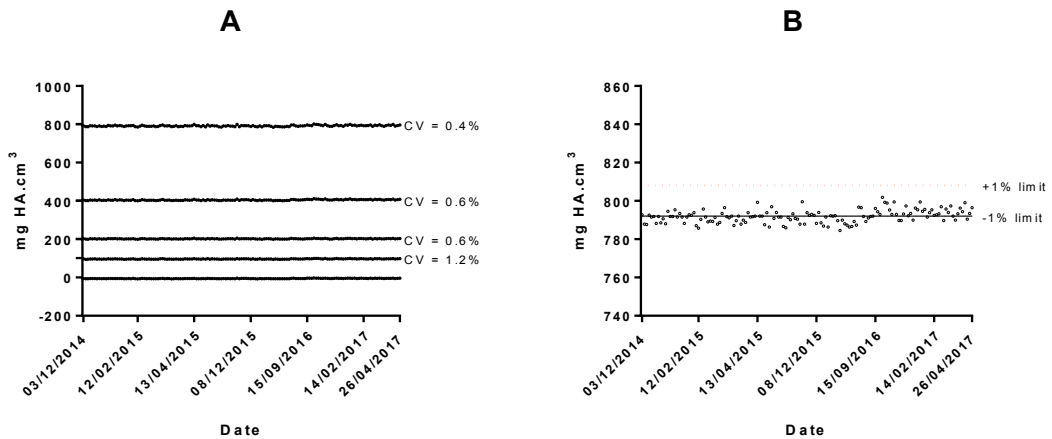 A
B
mg HA.cm3
1000
800
600
400
200
0
-200
CV = 0.4%
CV = 0.6%
CV = 0.6%
CV = 1.2%
03/12/2014
12/02/2015
13/04/2015
08/12/2015
15/09/2016
14/02/2017
26/04/2017
Date
mg HA.cm3
860
840
820
800
780
760
740
+1% limit
-1% limit
03/12/2014
12/02/2015
13/04/2015
08/12/2015
15/09/2016
14/02/2017
26/04/2017
Date